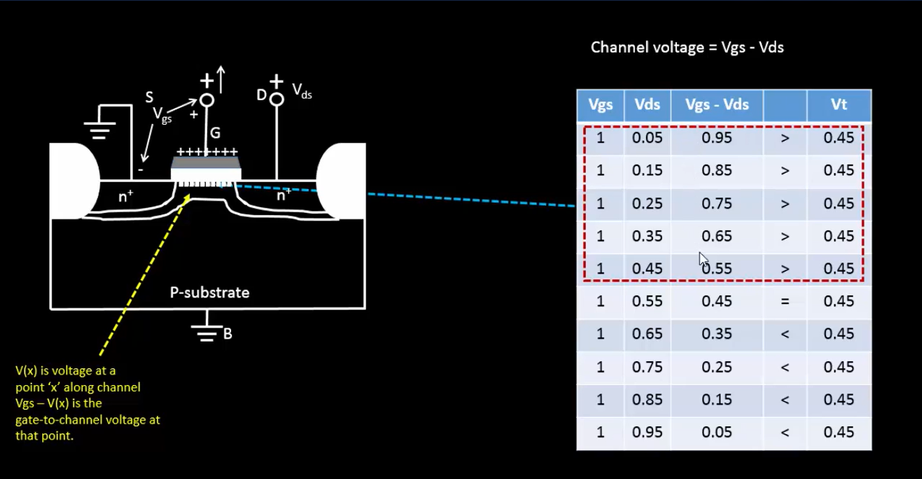 Channel voltage = Vgs - Vds
S
Vgs
+
+
G
+
D
Vds
+++++++
-
n+
n+
P-substrate
B
V(x) is voltage at a
point ‘x’ along channel
Vgs – V(x) is the
gate-to-channel voltage at
that point.
Vgs Vds Vgs - Vds Vt
1 0.05 0.95 > 0.45
1 0.15 0.85 > 0.45
1 0.25 0.75 > 0.45
1 0.35 0.65 > 0.45
1 0.45 0.55 > 0.45
1 0.55 0.45 = 0.45
1 0.65 0.35 < 0.45
1 0.75 0.25 < 0.45
1 0.85 0.15 < 0.45
1 0.95 0.05 < 0.45